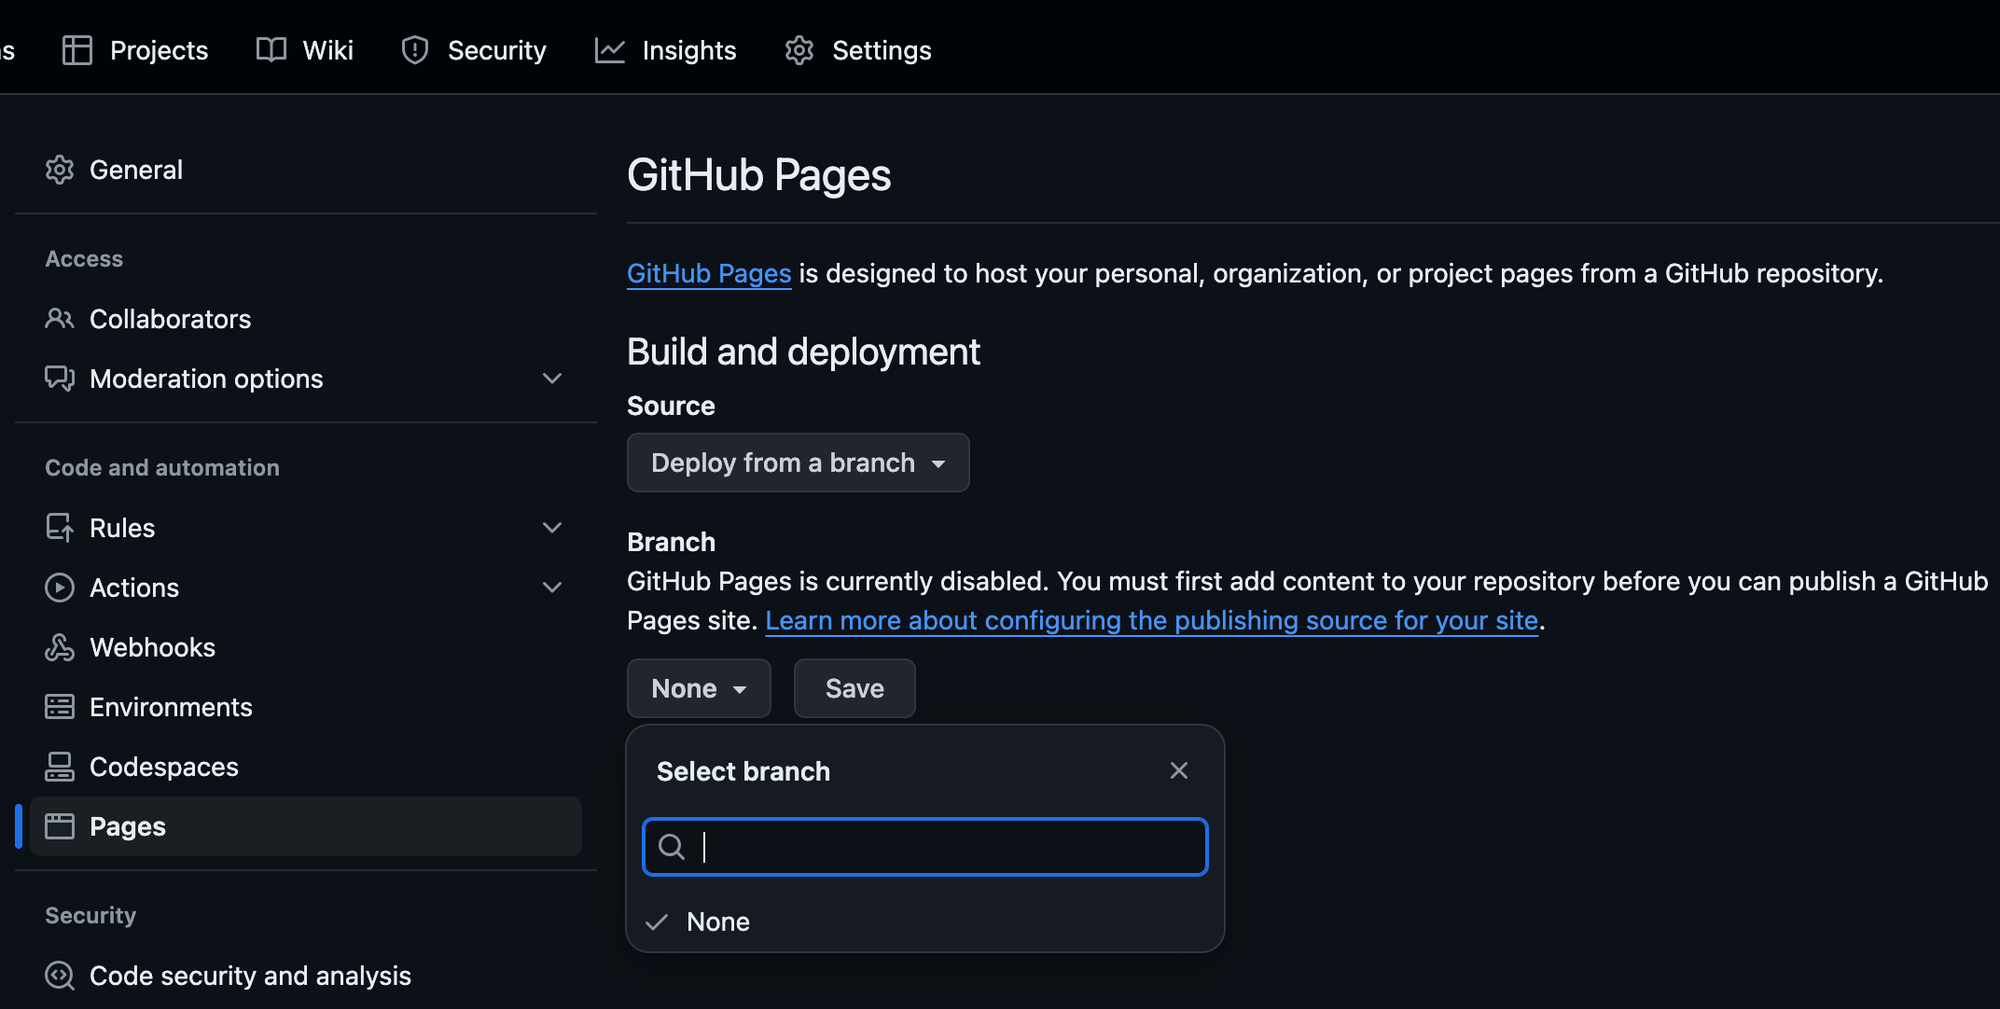 s Projects Wiki Security Insights Settings
General
Access
Collaborators
Moderation options
Code and automation
Rules
Actions
Webhooks
Environments
Codespaces
Pages
Security
Code security and analysis
GitHub Pages
GitHub Pages is designed to host your personal, organization, or project pages from a GitHub repository.
Build and deployment
Source
Deploy from a branch
Branch
GitHub Pages is currently disabled. You must first add content to your repository before you can publish a GitHub
Pages site. Learn more about configuring the publishing source for your site.
None Save
Select branch
None